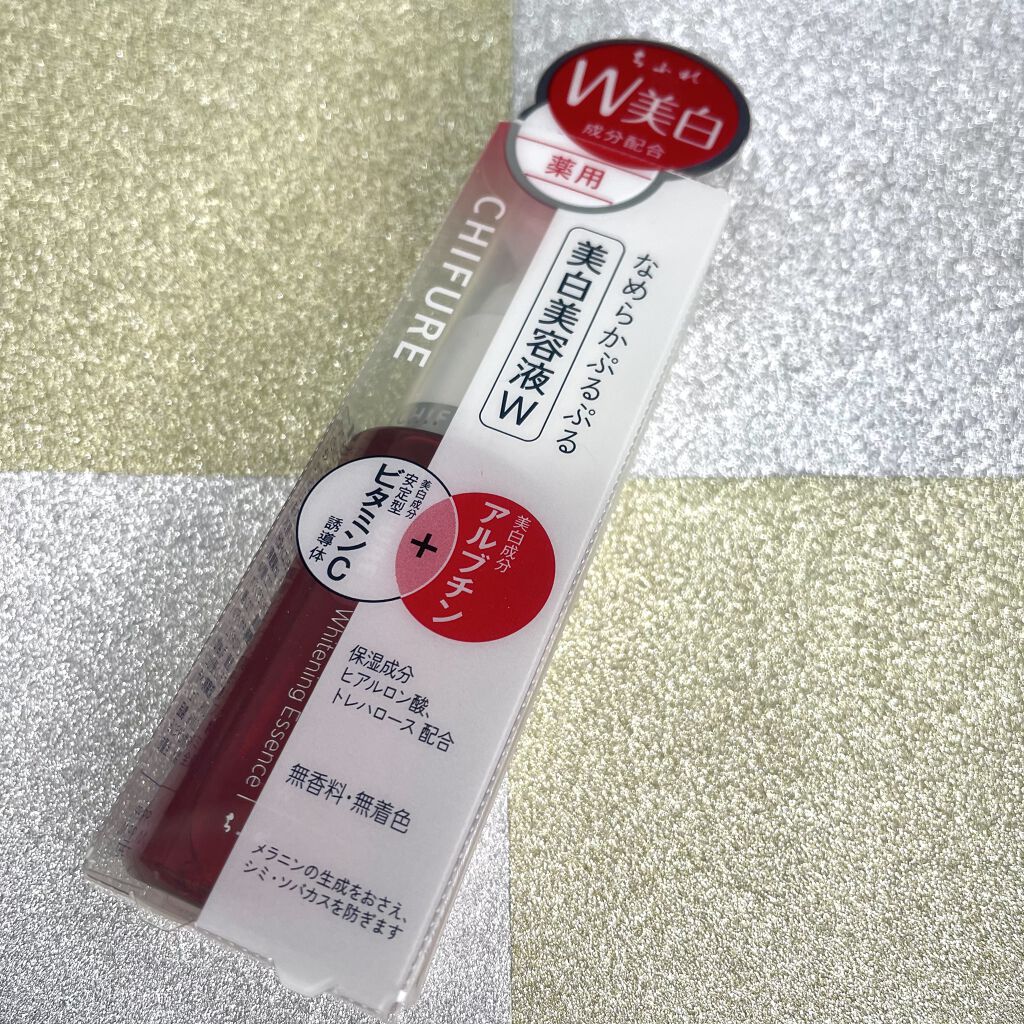 ちふれ
W美白
成分配合
薬用
CHIFURE
なめらかぷるぷる
美白美容液W
美白成分
安定型
ビタミンC
誘導体
+
美白成分
アルブチン
保湿成分
ヒアルロン酸、
トレハロース 配合
無香料・無着色
メラニンの生成をおさえ、
シミ・ソバカスを防ぎます
Whitening Essence